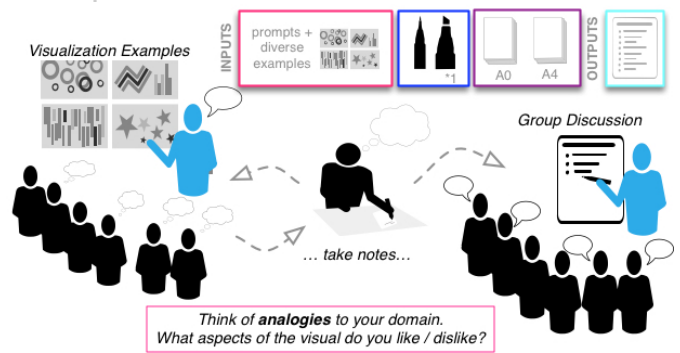 INPUTS
prompts +
diverse
examples
*1
A0 A4
OUTPUTS
Visualization Examples
Group Discussion
... take notes...
Think of analogies to your domain.
What aspects of the visual do you like / dislike?